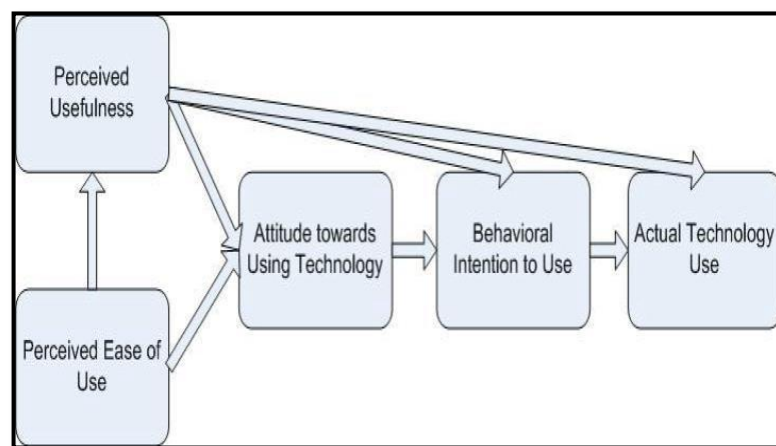 Perceived
Usefulness
Attitude towards
Using Technology
Behavioral
Intention to Use
Actual Technology
Use
Perceived Ease of
Use